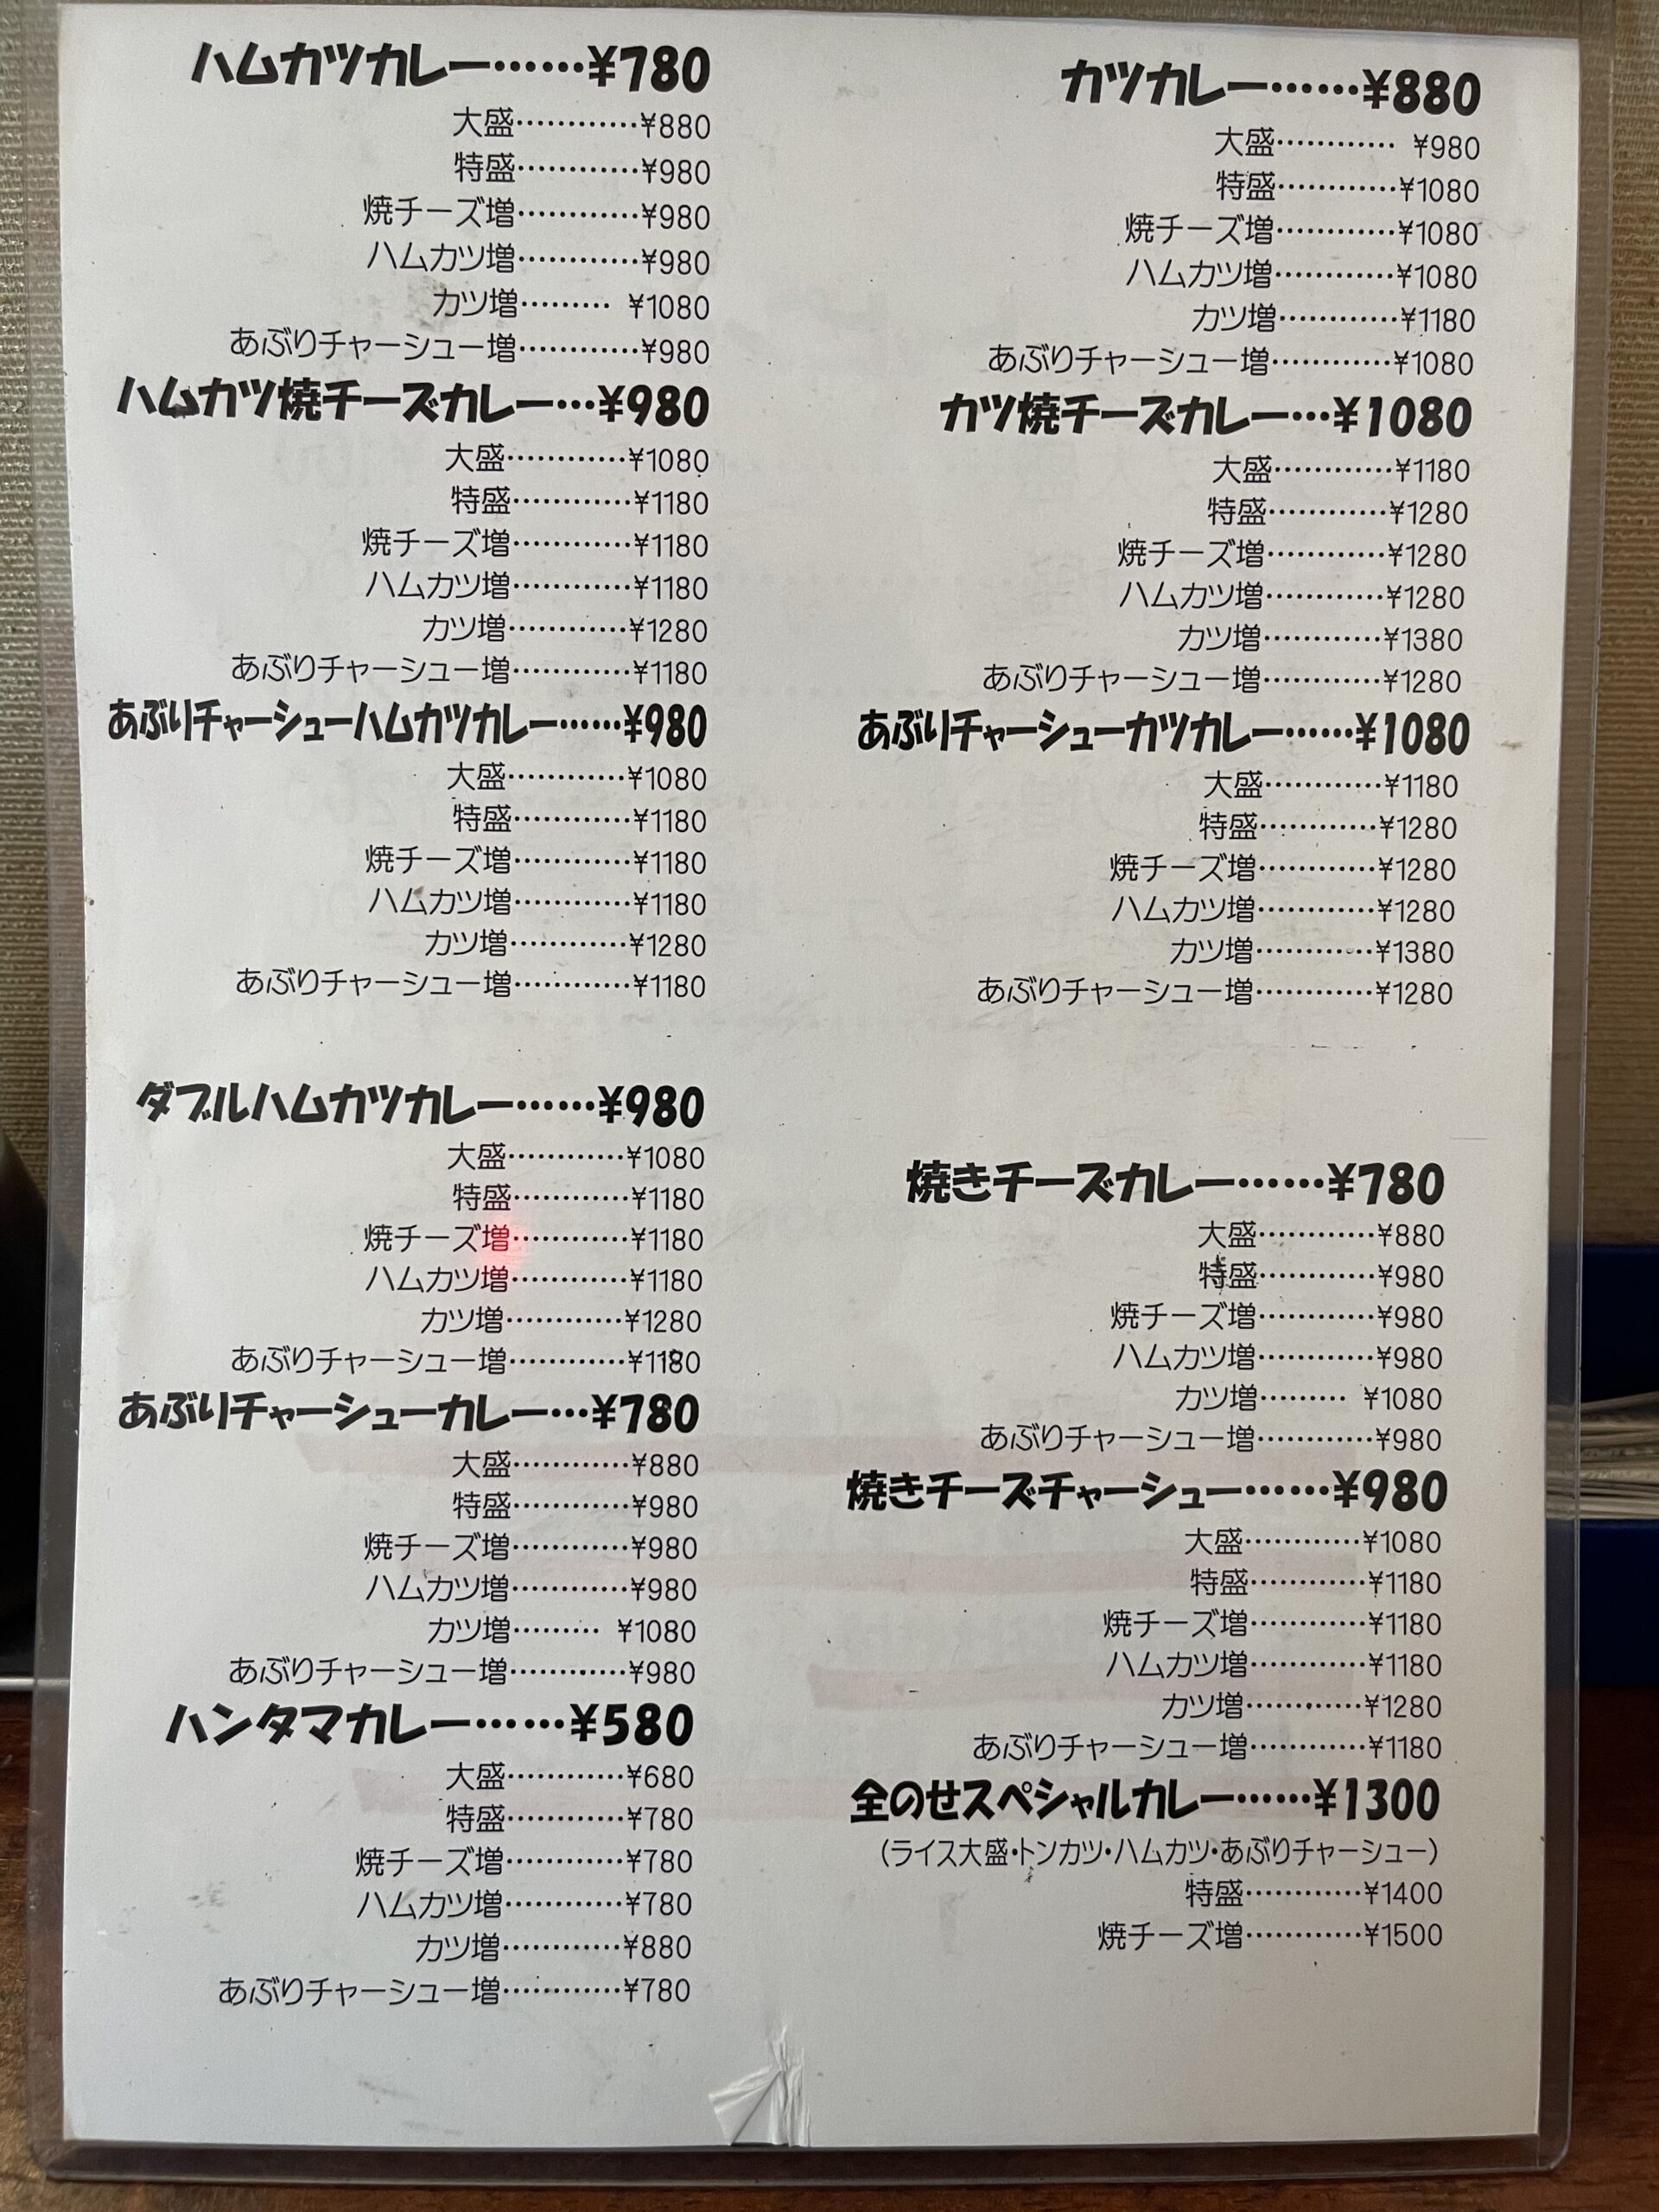 ハムカツカレー……¥780
大盛…………¥880
特盛…………¥980
焼チーズ増…………¥980
ハムカツ増…………¥980
カツ増……… ¥1080
あぶりチャーシュー増…………¥980
ハムカツ焼チーズカレー…¥980
大盛…………¥1080
特盛…………¥1180
焼チーズ増…………¥1180
ハムカツ増…………¥1180
カツ増…………¥1280
あぶりチャーシュー増…………¥1180
あぶりチャーシューハムカツカレー……¥980
大盛…………¥1080
特盛…………¥1180
焼チーズ増…………¥1180
ハムカツ増…………¥1180
カツ増…………¥1280
あぶりチャーシュー増…………¥1180
ダブルハムカツカレー……¥980
大盛…………¥1080
特盛…………¥1180
焼チーズ増…………¥1180
ハムカツ増…………¥1180
カツ増…………¥1280
あぶりチャーシュー増…………¥1180
あぶりチャーシューカレー…¥780
大盛…………¥880
特盛…………¥980
焼チーズ増…………¥980
ハムカツ増…………¥980
カツ増……… ¥1080
あぶりチャーシュー増…………¥980
ハンタマカレー……¥580
大盛…………¥680
特盛…………¥780
焼チーズ増…………¥780
ハムカツ増…………¥780
カツ増…………¥880
あぶりチャーシュー増…………¥780
カツカレー……¥880
大盛………… ¥980
特盛…………¥1080
焼チーズ増…………¥1080
ハムカツ増…………¥1080
カツ増…………¥1180
あぶりチャーシュー増…………¥1080
カツ焼チーズカレー…¥1080
大盛…………¥1180
特盛…………¥1280
焼チーズ増…………¥1280
ハムカツ増…………¥1280
カツ増…………¥1380
あぶりチャーシュー増…………¥1280
あぶりチャーシューカツカレー……¥1080
大盛…………¥1180
特盛…………¥1280
焼チーズ増…………¥1280
ハムカツ増…………¥1280
カツ増…………¥1380
あぶりチャーシュー増…………¥1280
焼きチーズカレー……¥780
大盛…………¥880
特盛…………¥980
焼チーズ増…………¥980
ハムカツ増…………¥980
カツ増……… ¥1080
あぶりチャーシュー増…………¥980
焼きチーズチャーシュー……¥980
大盛…………¥1080
特盛…………¥1180
焼チーズ増…………¥1180
ハムカツ増…………¥1180
カツ増…………¥1280
あぶりチャーシュー増…………¥1180
全のせスペシャルカレー……¥1300
(ライス大盛・トンカツ・ハムカツ・あぶりチャーシュー)
特盛…………¥1400
焼チーズ増…………¥1500